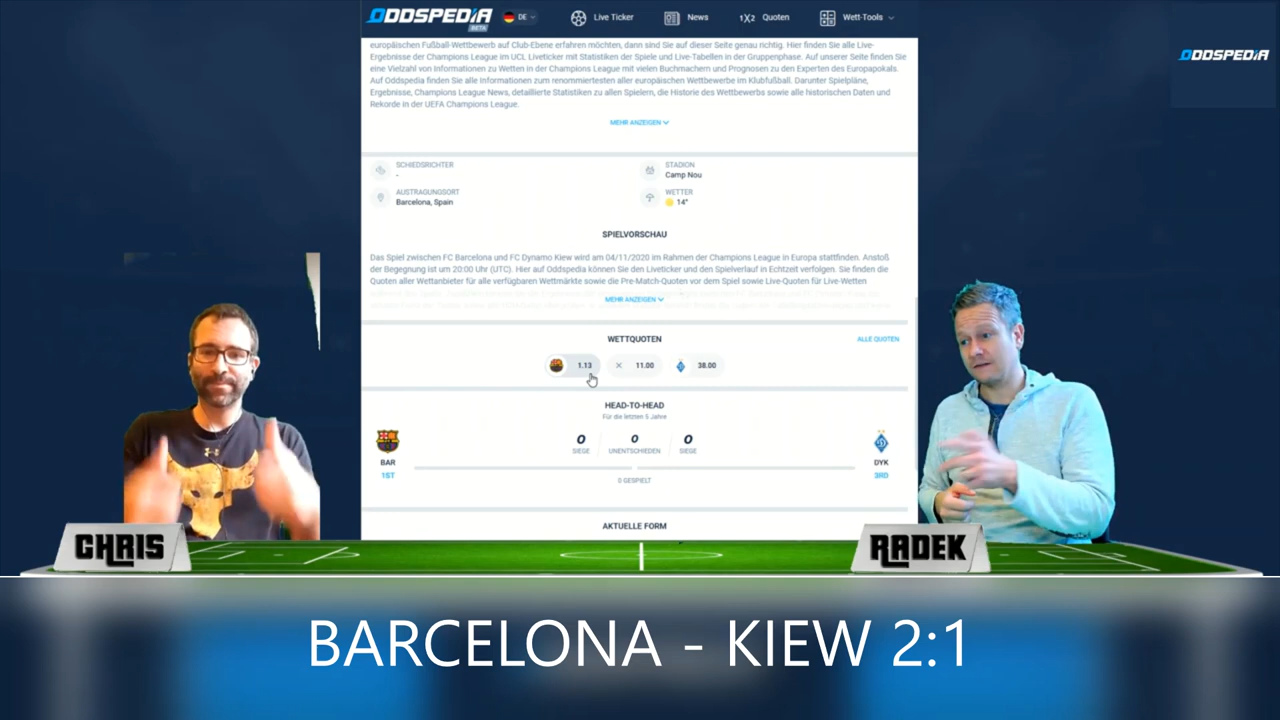 ODDSPEDIA
BETA
DE
Live Ticker
News
1X2 Quoten
Wett-Tools
ODDSPEDIA
europäischen Fußball-Wettbewerb auf Club-Ebene erfahren möchten, dann sind Sie auf dieser Seite genau richtig. Hier finden Sie alle Live-
Ergebnisse der Champions League im UCL Liveticker mit Statistiken der Spiele und Live-Tabellen in der Gruppenphase. Auf unserer Seite finden Sie
eine Vielzahl von Informationen zu Wetten in der Champions League mit vielen Buchmachern und Prognosen zu den Experten des Europapokals.
Auf Oddspedia finden Sie alle Informationen zum renommiertesten aller europäischen Wettbewerbe im Klubfußball. Darunter Spielpläne,
Ergebnisse, Champions League News, detaillierte Statistiken zu allen Spielern, die Historie des Wettbewerbs sowie alle historischen Daten und
Rekorde in der UEFA Champions League.
MEHR ANZEIGEN
SCHIEDSRICHTER
-
STADION
Camp Nou
AUSTRAGUNGSORT
Barcelona, Spain
WETTER
14°
SPIELVORSCHAU
Das Spiel zwischen FC Barcelona und FC Dynamo Kiew wird am 04/11/2020 im Rahmen der Champions League in Europa stattfinden. Anstoß
der Begegnung ist um 20:00 Uhr (UTC). Hier auf Oddspedia können Sie den Liveticker und den Spielverlauf in Echtzeit verfolgen. Sie finden die
Quoten aller Wettanbieter für alle verfügbaren Wettmärkte sowie die Pre-Match-Quoten vor dem Spiel sowie Live-Quoten für Live-Wetten
MEHR ANZEIGEN
WETTQUOTEN
ALLE QUOTEN
1.13
× 11.00
38.00
HEAD-TO-HEAD
Für die letzten 5 Jahre
0
SIEGE
0
UNENTSCHIEDEN
0
SIEGE
BAR
1ST
DYK
3RD
0 GESPIELT
AKTUELLE FORM
CHRIS
RADEK
BARCELONA - KIEW 2:1